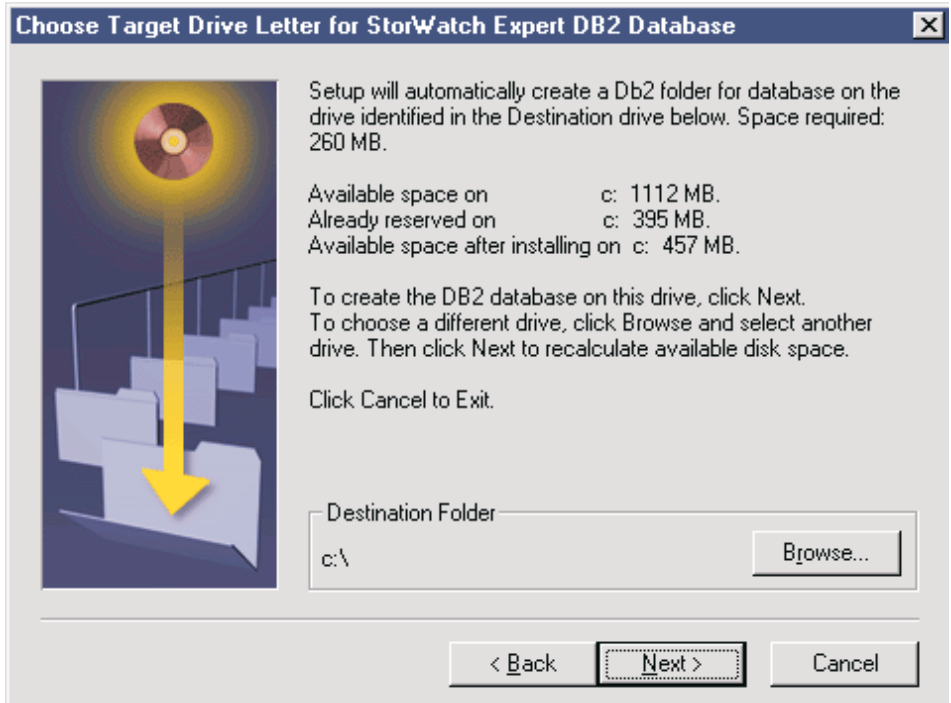 Choose Target Drive Letter for StorWatch Expert DB2 Database
Setup will automatically create a Db2 folder for database on the
drive identified in the Destination drive below. Space required:
260 MB.
Available space on c: 1112 MB.
Already reserved on c: 395 MB.
Available space after installing on c: 457 MB.
To create the DB2 database on this drive, click Next.
To choose a different drive, click Browse and select another
drive. Then click Next to recalculate available disk space.
Click Cancel to Exit.
Destination Folder
c:\
Browse...
< Back
Next >
Cancel